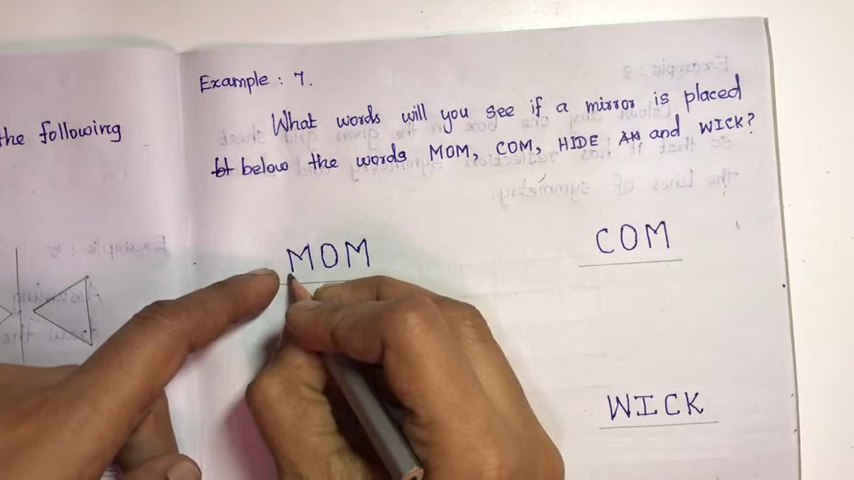 Example : 7.
the following
What words will you see if a mirror is placed
below the words MOM, COM, HIDE and WICK?
MOM
COM
WICK